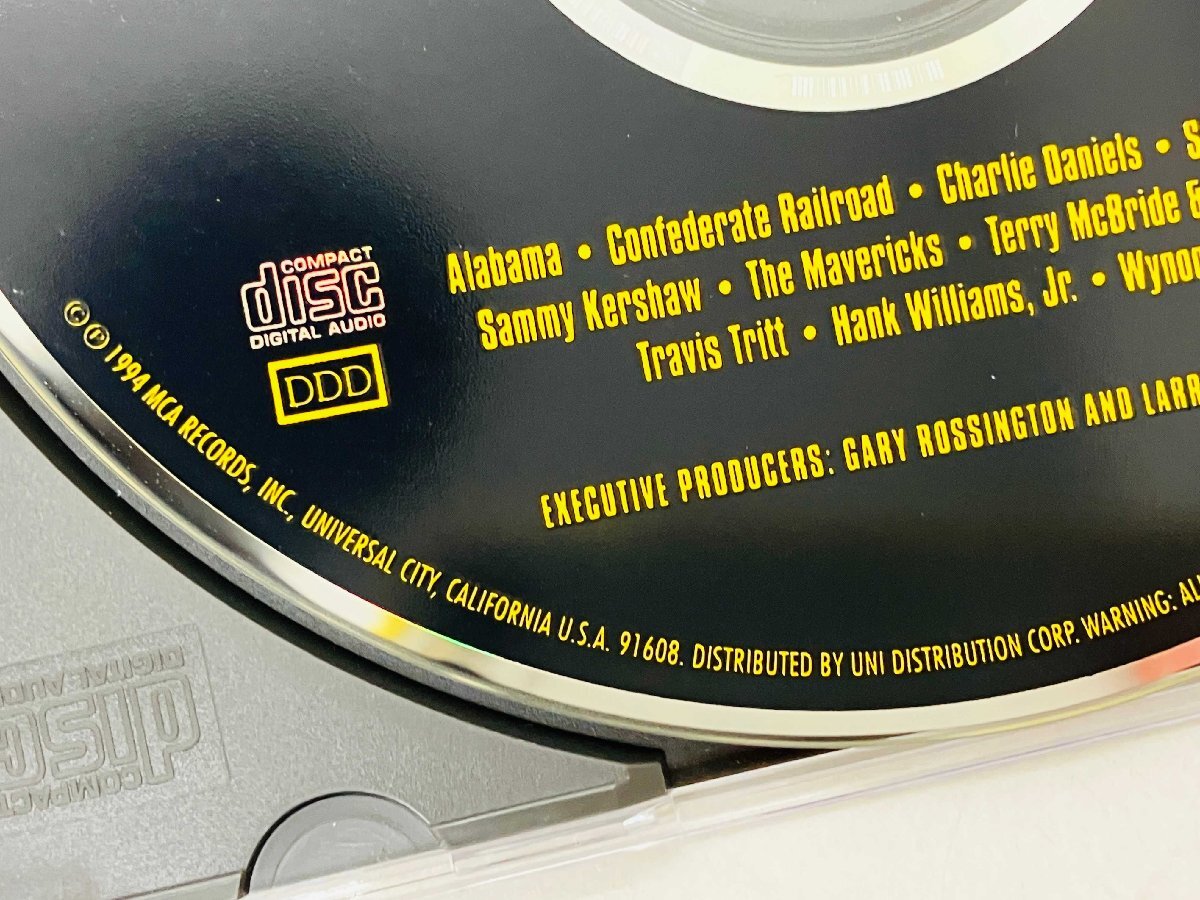 Alabama • Confederate Railroad • Charlie Daniels • S
Sammy Kershaw • The Mavericks • Terry McBride &
Travis Tritt • Hank Williams, Jr. •
EXECUTIVE PRODUCERS: GARY ROSSINGTON AND
COMPACT
disc
DIGITAL AUDIO
DDD
© ℗ 1994 MCA RECORDS, INC., UNIVERSAL CITY, CALIFORNIA U.S.A. 91608. DISTRIBUTED BY UNI DISTRIBUTION CORP. WARNING:
COMPACT
disc
DIGITAL AUDIO